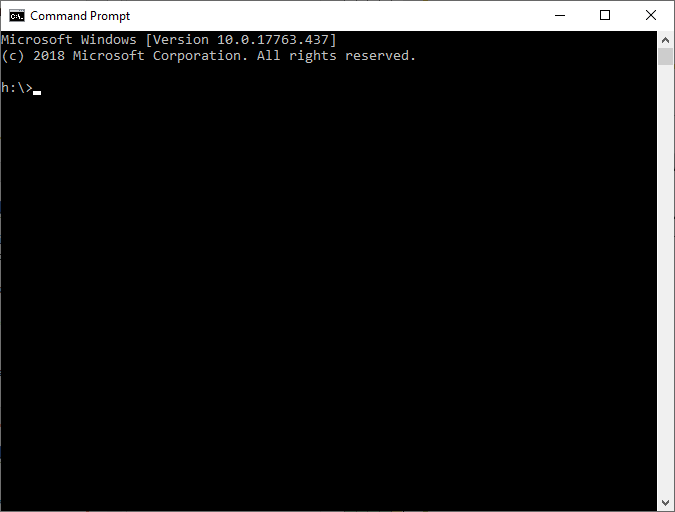 Command Prompt
Microsoft Windows [Version 10.0.17763.437]
(c) 2018 Microsoft Corporation. All rights reserved.
h:\>